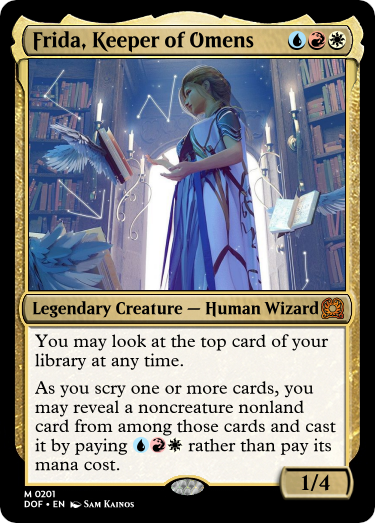 Frida, Keeper of Omens
Legendary Creature — Human Wizard
You may look at the top card of your
library at any time.
As you scry one or more cards, you
may reveal a noncreature nonland
card from among those cards and cast
it by paying rather than pay its
mana cost.
1/4
M 0201
DOF • EN Sam Kainos